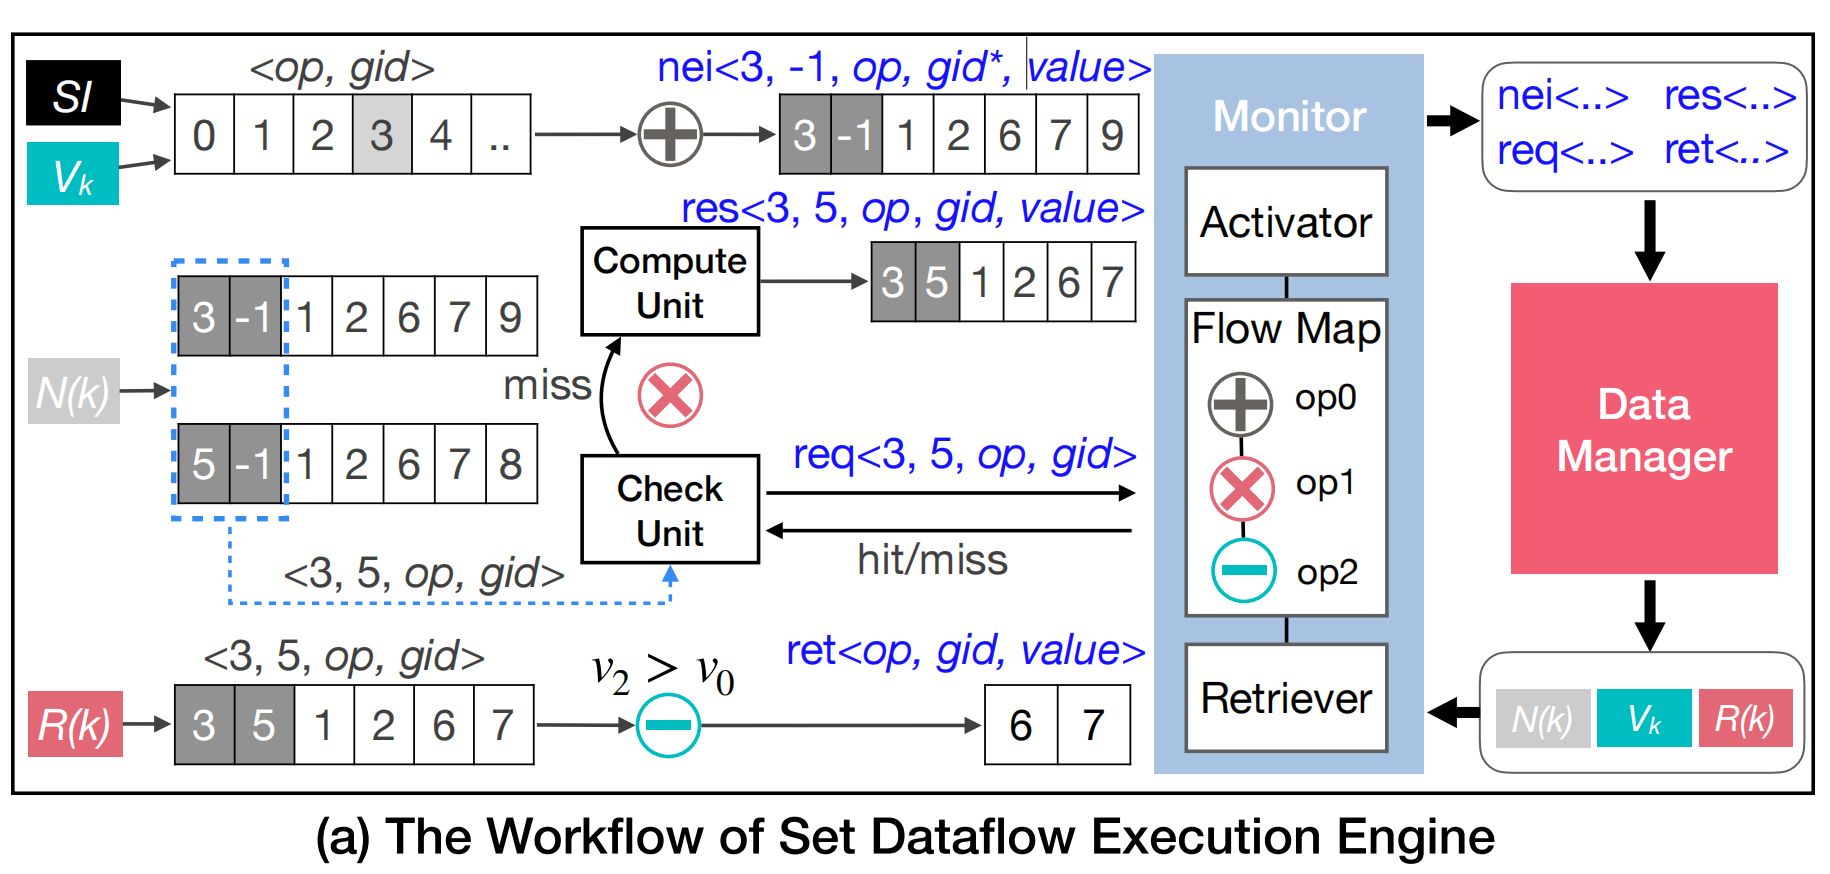 SI
V_k
<op, gid>
0 1 2 3 4 ..
nei<3, -1, op, gid*, value>
3 -1 1 2 6 7 9
res<3, 5, op, gid, value>
3 5 1 2 6 7
Compute
Unit
N(k)
3 -1 1 2 6 7 9
5 -1 1 2 6 7 8
miss
Check
Unit
req<3, 5, op, gid>
hit/miss
<3, 5, op, gid>
R(k)
<3, 5, op, gid>
3 5 1 2 6 7
v_2 > v_0
ret<op, gid, value>
6 7
Monitor
Activator
Flow Map
op0
op1
op2
Retriever
nei<..> res<..>
req<..> ret<..>
Data
Manager
N(k) V_k R(k)
(a) The Workflow of Set Dataflow Execution Engine